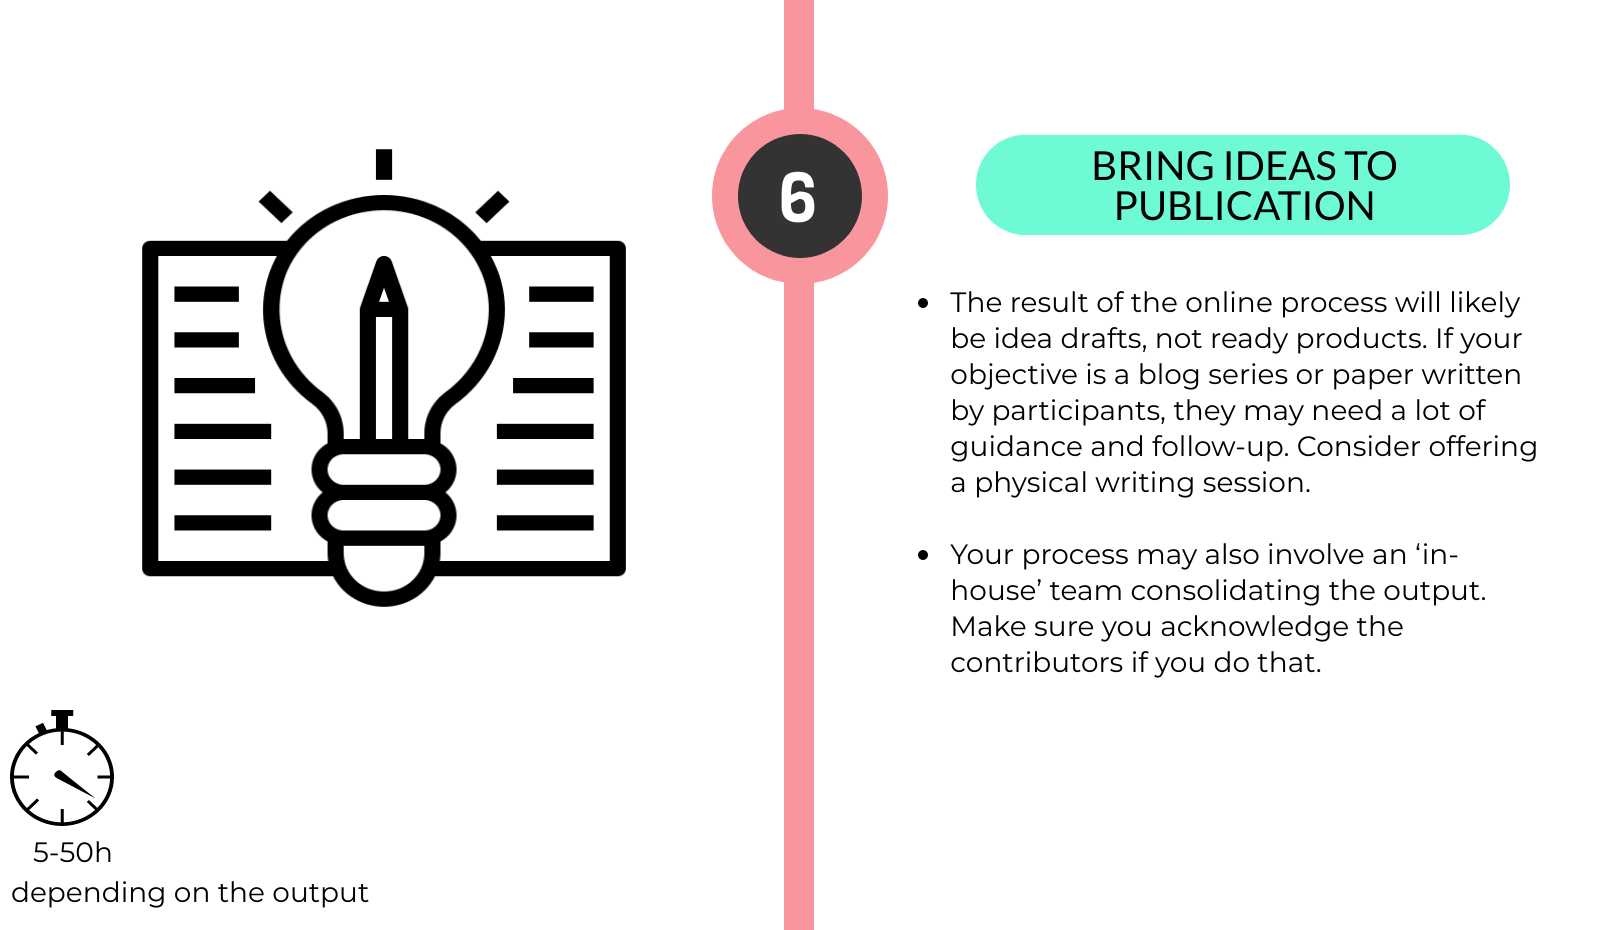 6
BRING IDEAS TO
PUBLICATION
• The result of the online process will likely
be idea drafts, not ready products. If your
objective is a blog series or paper written
by participants, they may need a lot of
guidance and follow-up. Consider offering
a physical writing session.
• Your process may also involve an ‘in-
house’ team consolidating the output.
Make sure you acknowledge the
contributors if you do that.
5-50h
depending on the output